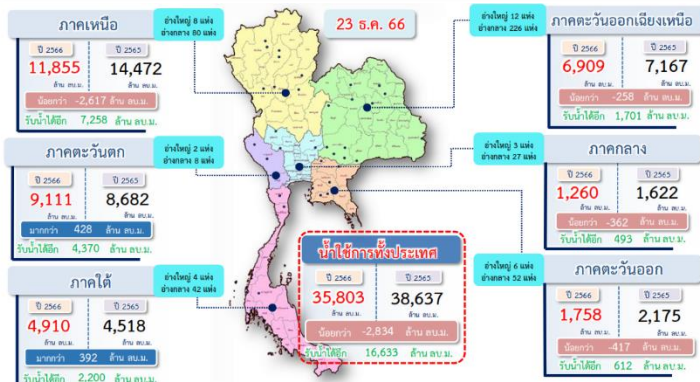 ภาคเหนือ
ปี 2566 ปี 2565
11,855 14,472
ล้าน ลบ.ม. ล้าน ลบ.ม.
น้อยกว่า -2,617 ล้าน ลบ.ม.
รับน้ำได้อีก 7,258 ล้าน ลบ.ม.
อ่างใหญ่ 8 แห่ง
อ่างกลาง 80 แห่ง
23 ธ.ค. 66
อ่างใหญ่ 12 แห่ง
อ่างกลาง 226 แห่ง
ภาคตะวันออกเฉียงเหนือ
ปี 2566 ปี 2565
6,909 7,167
ล้าน ลบ.ม. ล้าน ลบ.ม.
น้อยกว่า -258 ล้าน ลบ.ม.
รับน้ำได้อีก 1,701 ล้าน ลบ.ม.
ภาคตะวันตก
ปี 2566 ปี 2565
9,111 8,682
ล้าน ลบ.ม. ล้าน ลบ.ม.
มากกว่า 428 ล้าน ลบ.ม.
รับน้ำได้อีก 4,370 ล้าน ลบ.ม.
อ่างใหญ่ 2 แห่ง
อ่างกลาง 8 แห่ง
อ่างใหญ่ 3 แห่ง
อ่างกลาง 27 แห่ง
ภาคกลาง
ปี 2566 ปี 2565
1,260 1,622
ล้าน ลบ.ม. ล้าน ลบ.ม.
น้อยกว่า -362 ล้าน ลบ.ม.
รับน้ำได้อีก 493 ล้าน ลบ.ม.
ภาคใต้
ปี 2566 ปี 2565
4,910 4,518
ล้าน ลบ.ม. ล้าน ลบ.ม.
มากกว่า 392 ล้าน ลบ.ม.
รับน้ำได้อีก 2,200 ล้าน ลบ.ม.
อ่างใหญ่ 4 แห่ง
อ่างกลาง 42 แห่ง
น้ำใช้การทั้งประเทศ
ปี 2566 ปี 2565
35,803 38,637
ล้าน ลบ.ม. ล้าน ลบ.ม.
น้อยกว่า -2,834 ล้าน ลบ.ม.
รับน้ำได้อีก 16,633 ล้าน ลบ.ม.
อ่างใหญ่ 6 แห่ง
อ่างกลาง 52 แห่ง
ภาคตะวันออก
ปี 2566 ปี 2565
1,758 2,175
ล้าน ลบ.ม. ล้าน ลบ.ม.
น้อยกว่า -417 ล้าน ลบ.ม.
รับน้ำได้อีก 612 ล้าน ลบ.ม.